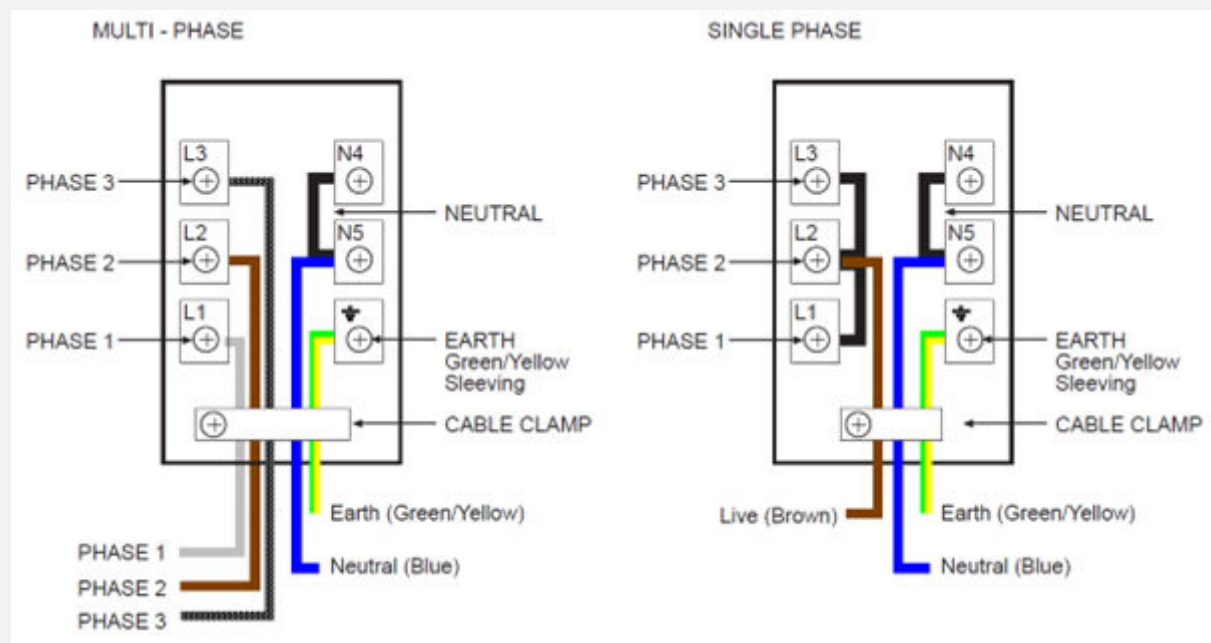 MULTI - PHASE
L3
N4
PHASE 3
NEUTRAL
L2
N5
PHASE 2
L1
PHASE 1
EARTH
Green/Yellow
Sleeving
CABLE CLAMP
Earth (Green/Yellow)
PHASE 1
Neutral (Blue)
PHASE 2
PHASE 3
SINGLE PHASE
L3
N4
PHASE 3
NEUTRAL
L2
N5
PHASE 2
L1
PHASE 1
EARTH
Green/Yellow
Sleeving
CABLE CLAMP
Live (Brown)
Earth (Green/Yellow)
Neutral (Blue)